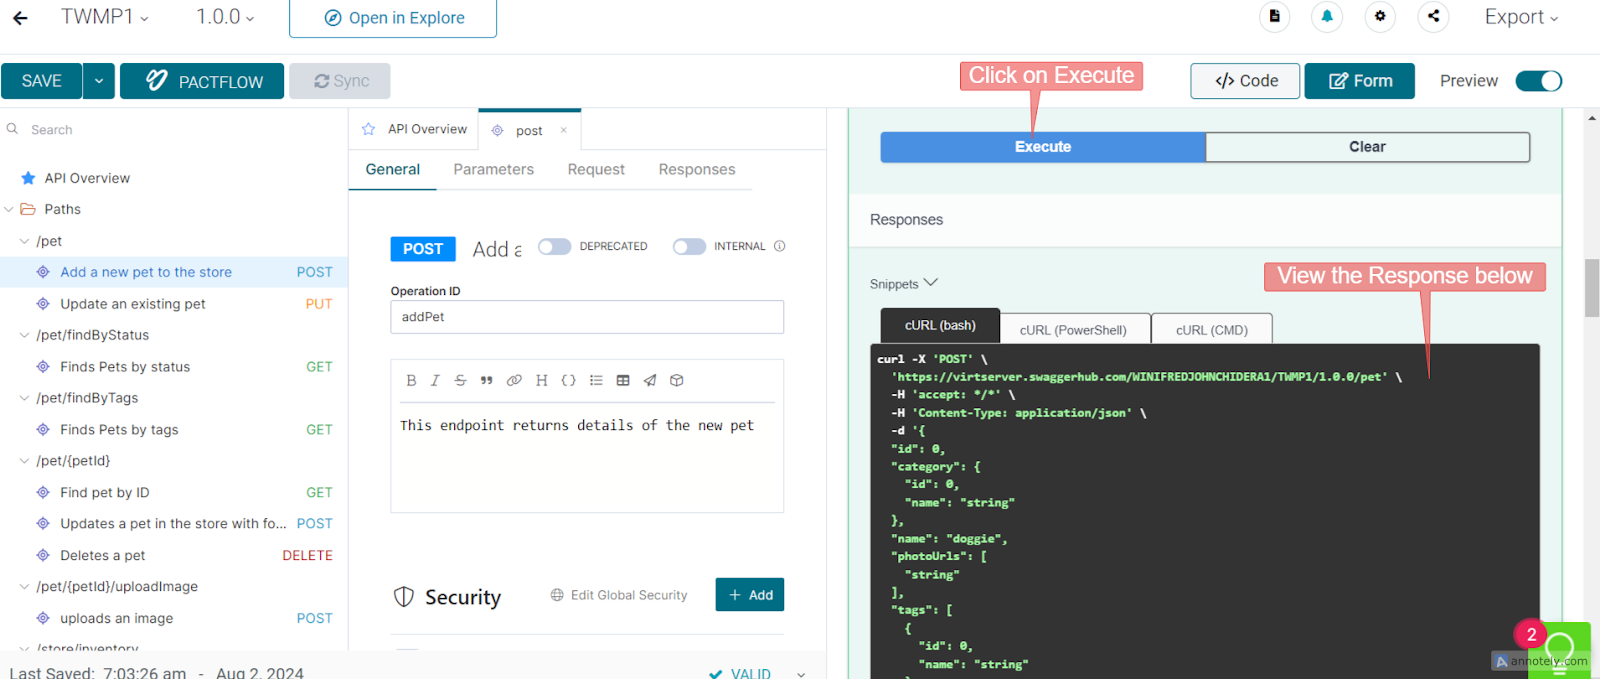 TWMP1
1.0.0
Open in Explore
Export
SAVE
PACTFLOW
Sync
Click on Execute
</> Code
Form
Preview
Search
API Overview
Paths
/pet
Add a new pet to the store POST
Update an existing pet PUT
/pet/findByStatus
Finds Pets by status GET
/pet/findByTags
Finds Pets by tags GET
/pet/{petId}
Find pet by ID GET
Updates a pet in the store with fo... POST
Deletes a pet DELETE
/pet/{petId}/uploadImage
uploads an image POST
/store/inventory
Last Saved: 7:03:26 am - Aug 2, 2024
VALID
API Overview
post ×
General Parameters Request Responses
POST Add a DEPRECATED INTERNAL
Operation ID
addPet
B I S H {}
This endpoint returns details of the new pet
Security
Edit Global Security
+ Add
Execute Clear
Responses
View the Response below
Snippets
cURL (bash) cURL (PowerShell) cURL (CMD)
curl -X 'POST' \
'https://virtserver.swaggerhub.com/WINIFREDJOHNCHIDERA1/TWMP1/1.0.0/pet' \
-H 'accept: */*' \
-H 'Content-Type: application/json' \
-d '{
"id": 0,
"category": {
"id": 0,
"name": "string"
},
"name": "doggie",
"photoUrls": [
"string"
],
"tags": [
{
"id": 0,
"name": "string"
2
annotely.com